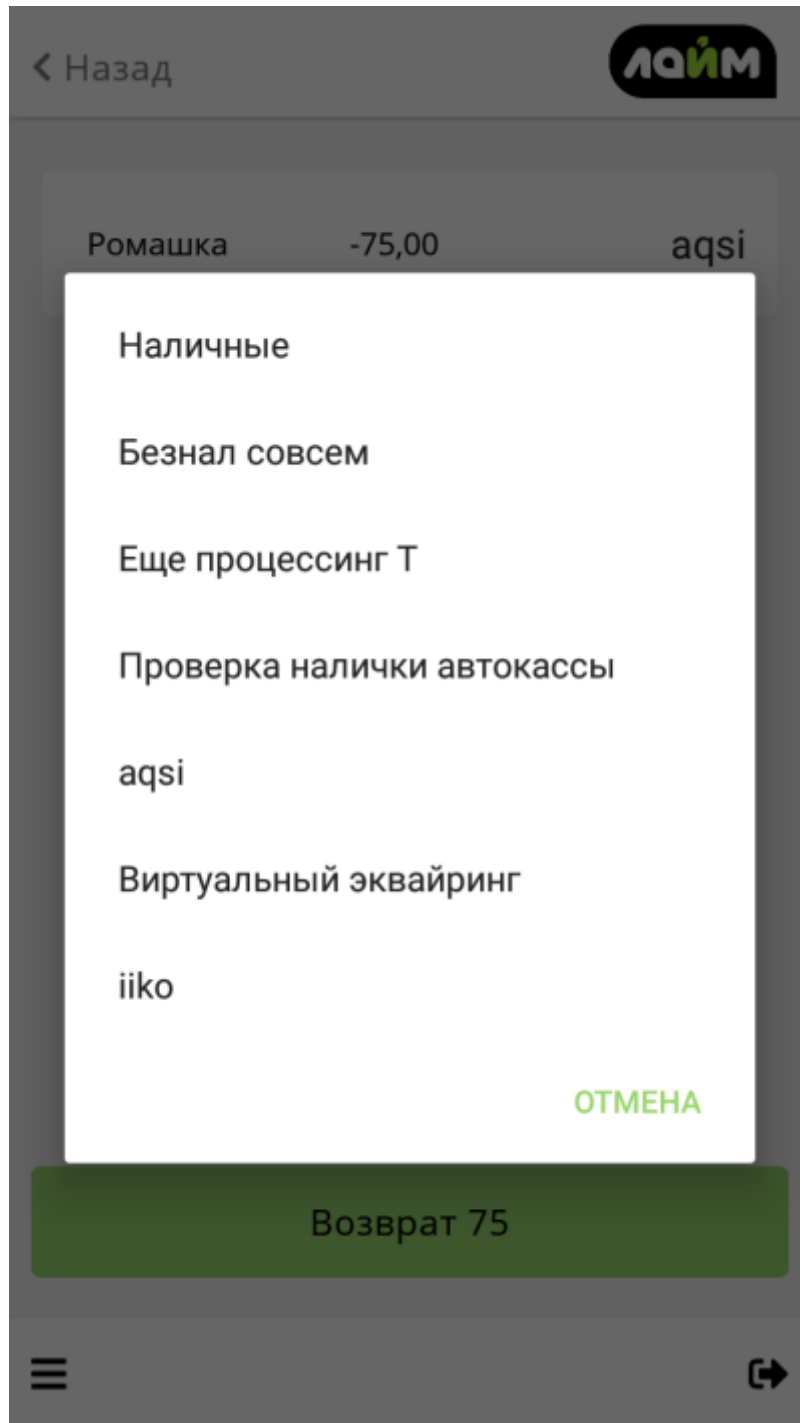 Назад
лайм
Ромашка -75,00 aqsi
Наличные
Безнал совсем
Еще процессинг Т
Проверка налички автокассы
aqsi
Виртуальный эквайринг
iiko
ОТМЕНА
Возврат 75